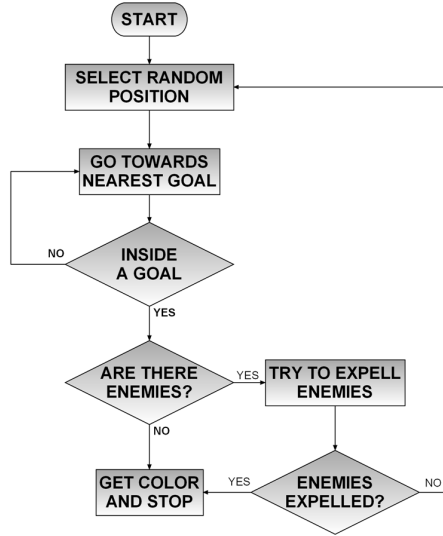 START
SELECT RANDOM
POSITION
GO TOWARDS
NEAREST GOAL
NO
INSIDE
A GOAL
YES
ARE THERE
ENEMIES?
YES
TRY TO EXPELL
ENEMIES
NO
GET COLOR
AND STOP
YES
ENEMIES
EXPELLED?
NO